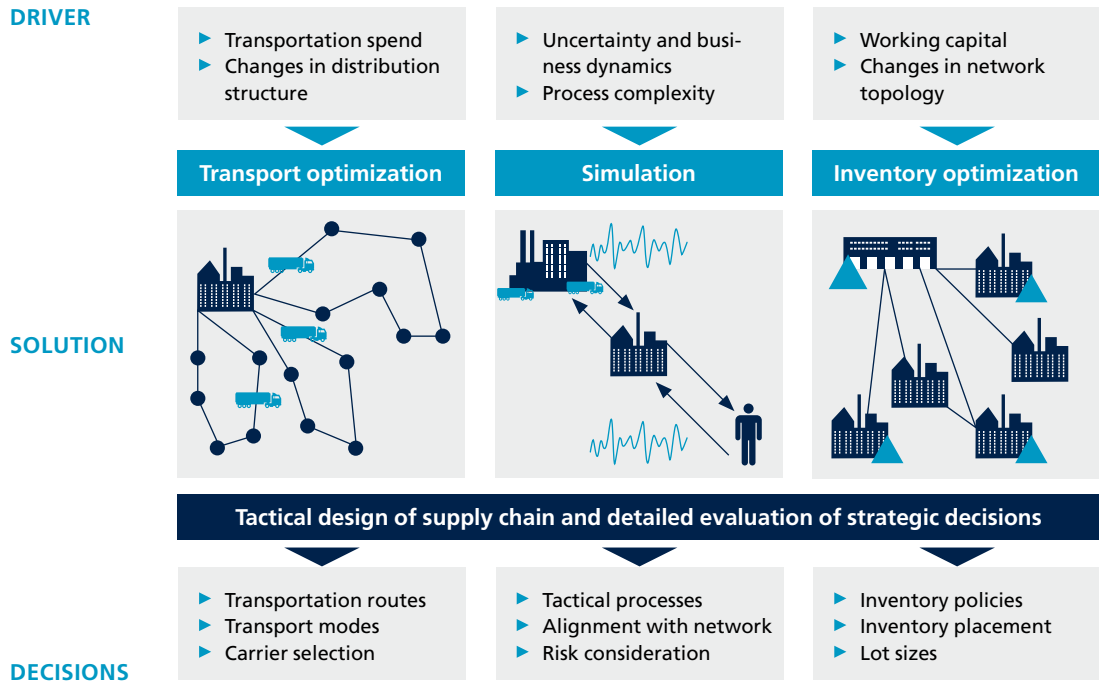 DRIVER
Transportation spend
Changes in distribution
structure
Uncertainty and busi-
ness dynamics
Process complexity
Working capital
Changes in network
topology
Transport optimization
Simulation
Inventory optimization
SOLUTION
Tactical design of supply chain and detailed evaluation of strategic decisions
DECISIONS
Transportation routes
Transport modes
Carrier selection
Tactical processes
Alignment with network
Risk consideration
Inventory policies
Inventory placement
Lot sizes